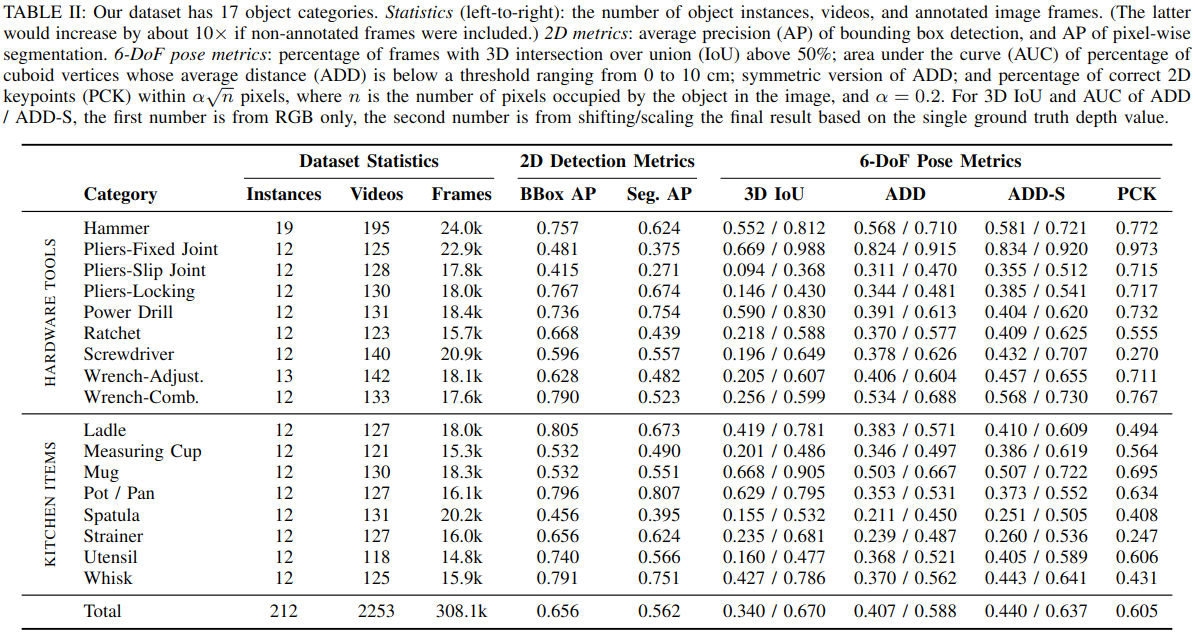 TABLE II: Our dataset has 17 object categories. Statistics (left-to-right): the number of object instances, videos, and annotated image frames. (The latter
would increase by about 10× if non-annotated frames were included.) 2D metrics: average precision (AP) of bounding box detection, and AP of pixel-wise
segmentation. 6-DoF pose metrics: percentage of frames with 3D intersection over union (IoU) above 50%; area under the curve (AUC) of percentage of
cuboid vertices whose average distance (ADD) is below a threshold ranging from 0 to 10 cm; symmetric version of ADD; and percentage of correct 2D
keypoints (PCK) within α√n pixels, where n is the number of pixels occupied by the object in the image, and α = 0.2. For 3D IoU and AUC of ADD
/ ADD-S, the first number is from RGB only, the second number is from shifting/scaling the final result based on the single ground truth depth value.
Dataset Statistics 2D Detection Metrics 6-DoF Pose Metrics
Category Instances Videos Frames BBox AP Seg. AP 3D IoU ADD ADD-S PCK
HARDWARE TOOLS
Hammer 19 195 24.0k 0.757 0.624 0.552 / 0.812 0.568 / 0.710 0.581 / 0.721 0.772
Pliers-Fixed Joint 12 125 22.9k 0.481 0.375 0.669 / 0.988 0.824 / 0.915 0.834 / 0.920 0.973
Pliers-Slip Joint 12 128 17.8k 0.415 0.271 0.094 / 0.368 0.311 / 0.470 0.355 / 0.512 0.715
Pliers-Locking 12 130 18.0k 0.767 0.674 0.146 / 0.430 0.344 / 0.481 0.385 / 0.541 0.717
Power Drill 12 131 18.4k 0.736 0.754 0.590 / 0.830 0.391 / 0.613 0.404 / 0.620 0.732
Ratchet 12 123 15.7k 0.668 0.439 0.218 / 0.588 0.370 / 0.577 0.409 / 0.625 0.555
Screwdriver 12 140 20.9k 0.596 0.557 0.196 / 0.649 0.378 / 0.626 0.432 / 0.707 0.270
Wrench-Adjust. 13 142 18.1k 0.628 0.482 0.205 / 0.607 0.406 / 0.604 0.457 / 0.655 0.711
Wrench-Comb. 12 133 17.6k 0.790 0.523 0.256 / 0.599 0.534 / 0.688 0.568 / 0.730 0.767
KITCHEN ITEMS
Ladle 12 127 18.0k 0.805 0.673 0.419 / 0.781 0.383 / 0.571 0.410 / 0.609 0.494
Measuring Cup 12 121 15.3k 0.532 0.490 0.201 / 0.486 0.346 / 0.497 0.386 / 0.619 0.564
Mug 12 130 18.3k 0.532 0.551 0.668 / 0.905 0.503 / 0.667 0.507 / 0.722 0.695
Pot / Pan 12 127 16.1k 0.796 0.807 0.629 / 0.795 0.353 / 0.531 0.373 / 0.552 0.634
Spatula 12 131 20.2k 0.456 0.395 0.155 / 0.532 0.211 / 0.450 0.251 / 0.505 0.408
Strainer 12 127 16.0k 0.656 0.624 0.235 / 0.681 0.239 / 0.487 0.260 / 0.536 0.247
Utensil 12 118 14.8k 0.740 0.566 0.160 / 0.477 0.368 / 0.521 0.405 / 0.589 0.606
Whisk 12 125 15.9k 0.791 0.751 0.427 / 0.786 0.370 / 0.562 0.443 / 0.641 0.431
Total 212 2253 308.1k 0.656 0.562 0.340 / 0.670 0.407 / 0.588 0.440 / 0.637 0.605